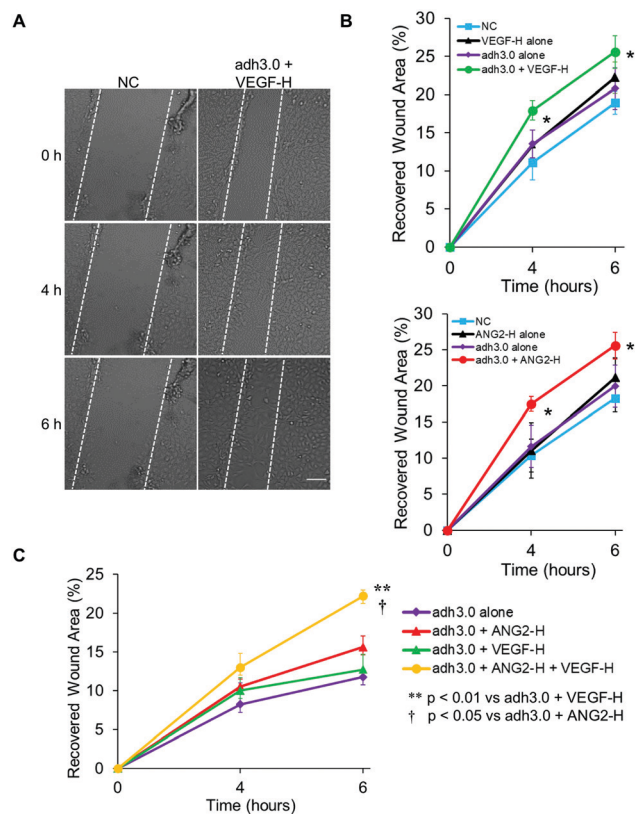 A
NC
adh3.0 +
VEGF-H
0 h
4 h
6 h
B
Recovered Wound Area (%)
30
25
20
15
10
5
0
NC
VEGF-H alone
adh3.0 alone
adh3.0 + VEGF-H
*
*
0
4
6
Time (hours)
Recovered Wound Area (%)
30
25
20
15
10
5
0
NC
ANG2-H alone
adh3.0 alone
adh3.0 + ANG2-H
*
*
0
4
6
Time (hours)
C
Recovered Wound Area (%)
25
20
15
10
5
0
**
†
0
4
6
Time (hours)
adh3.0 alone
adh3.0 + ANG2-H
adh3.0 + VEGF-H
adh3.0 + ANG2-H + VEGF-H
** p < 0.01 vs adh3.0 + VEGF-H
† p < 0.05 vs adh3.0 + ANG2-H